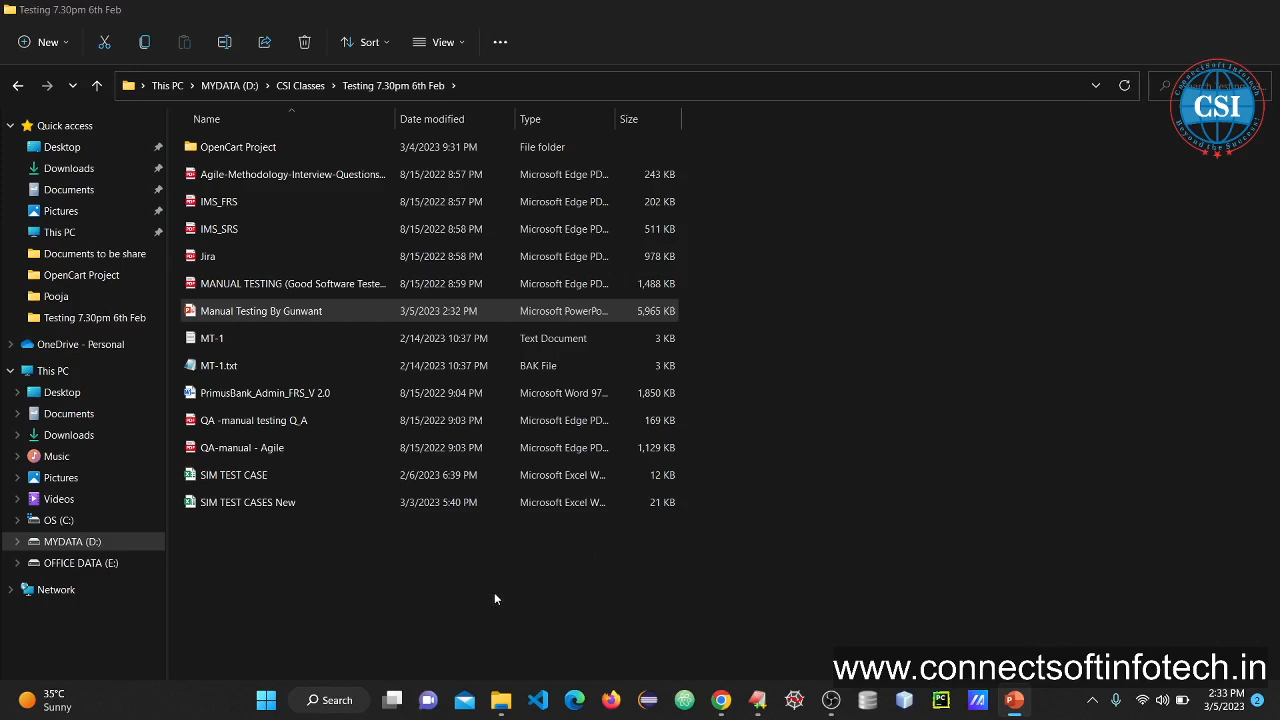 Testing 7.30pm 6th Feb
New
Sort
View
This PC
MYDATA (D:)
CSI Classes
Testing 7.30pm 6th Feb
CSI
ConnectSoft Infotech
Beyond the Success!
Name
Date modified
Type
Size
Quick access
Desktop
Downloads
Documents
Pictures
This PC
Documents to be share
OpenCart Project
Pooja
Testing 7.30pm 6th Feb
OneDrive - Personal
This PC
Desktop
Documents
Downloads
Music
Pictures
Videos
OS (C:)
MYDATA (D:)
OFFICE DATA (E:)
Network
OpenCart Project 3/4/2023 9:31 PM File folder
Agile-Methodology-Interview-Questions... 8/15/2022 8:57 PM Microsoft Edge PD... 243 KB
IMS_FRS 8/15/2022 8:57 PM Microsoft Edge PD... 202 KB
IMS_SRS 8/15/2022 8:58 PM Microsoft Edge PD... 511 KB
Jira 8/15/2022 8:58 PM Microsoft Edge PD... 978 KB
MANUAL TESTING (Good Software Teste... 8/15/2022 8:59 PM Microsoft Edge PD... 1,488 KB
Manual Testing By Gunwant 3/5/2023 2:32 PM Microsoft PowerPo... 5,965 KB
MT-1 2/14/2023 10:37 PM Text Document 3 KB
MT-1.txt 2/14/2023 10:37 PM BAK File 3 KB
PrimusBank_Admin_FRS_V 2.0 8/15/2022 9:04 PM Microsoft Word 97... 1,850 KB
QA -manual testing Q_A 8/15/2022 9:03 PM Microsoft Edge PD... 169 KB
QA-manual - Agile 8/15/2022 9:03 PM Microsoft Edge PD... 1,129 KB
SIM TEST CASE 2/6/2023 6:39 PM Microsoft Excel W... 12 KB
SIM TEST CASES New 3/3/2023 5:40 PM Microsoft Excel W... 21 KB
www.connectsoftinfotech.in
35°C
Sunny
Search
2:33 PM
3/5/2023
2